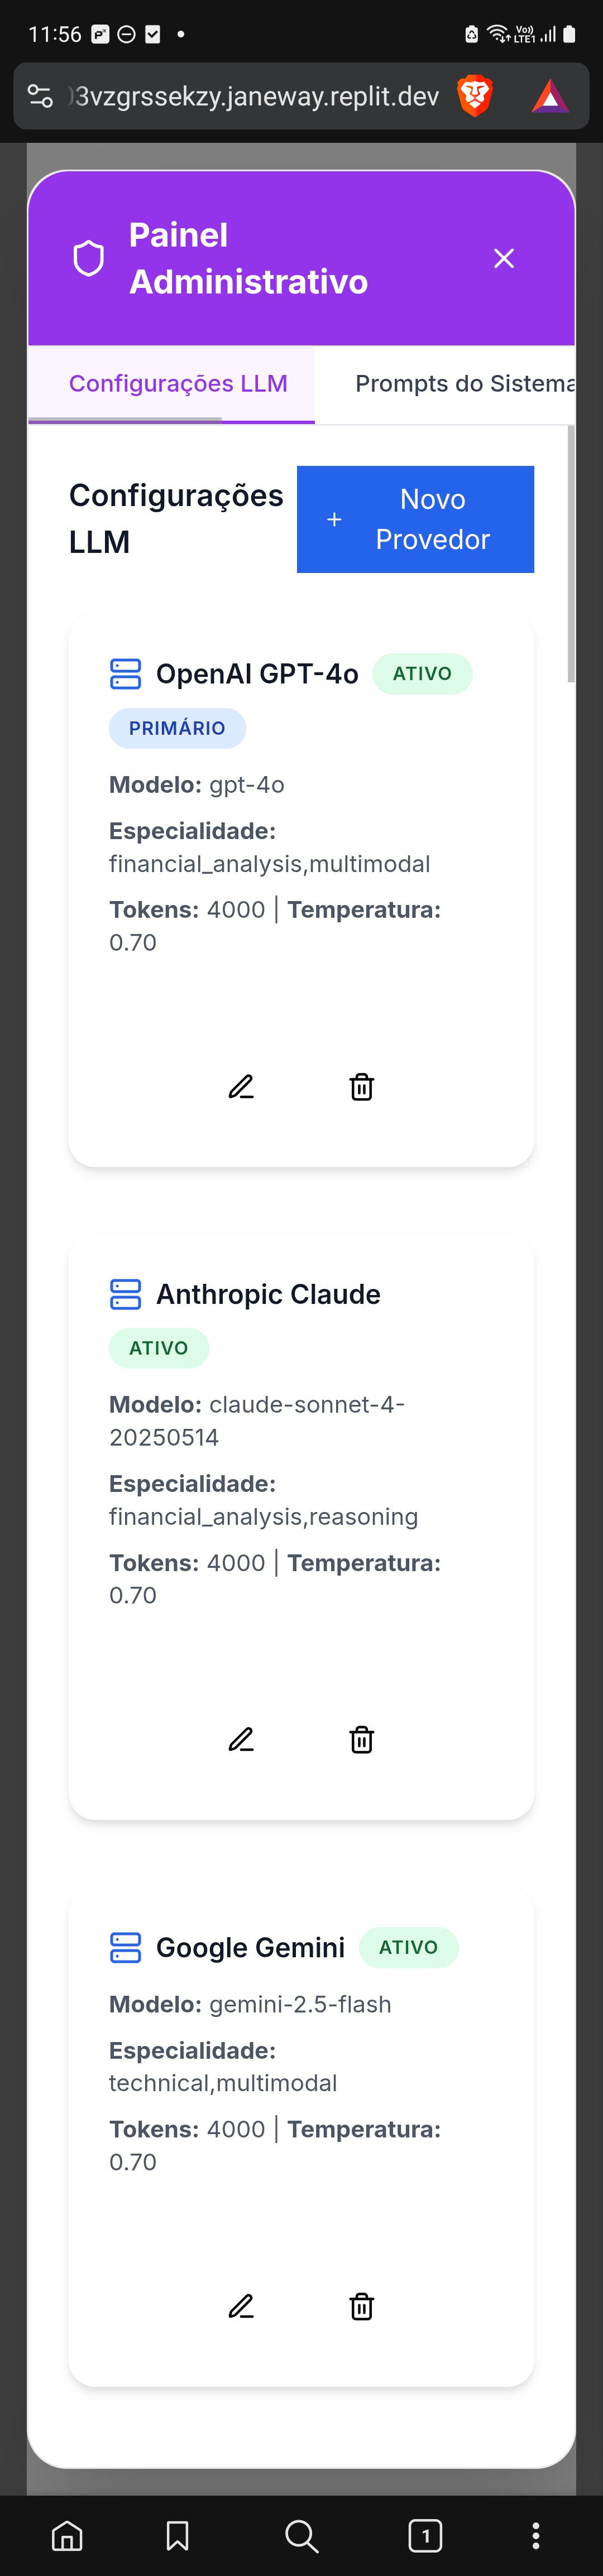 11:56
Vo))
LTE1
3vzgrssekzy.janeway.replit.dev
Painel
Administrativo
Configurações LLM
Prompts do Sistema
Configurações
LLM
+ Novo
Provedor
OpenAI GPT-4o ATIVO
PRIMÁRIO
Modelo: gpt-4o
Especialidade:
financial_analysis,multimodal
Tokens: 4000 | Temperatura:
0.70
Anthropic Claude
ATIVO
Modelo: claude-sonnet-4-
20250514
Especialidade:
financial_analysis,reasoning
Tokens: 4000 | Temperatura:
0.70
Google Gemini ATIVO
Modelo: gemini-2.5-flash
Especialidade:
technical,multimodal
Tokens: 4000 | Temperatura:
0.70
1